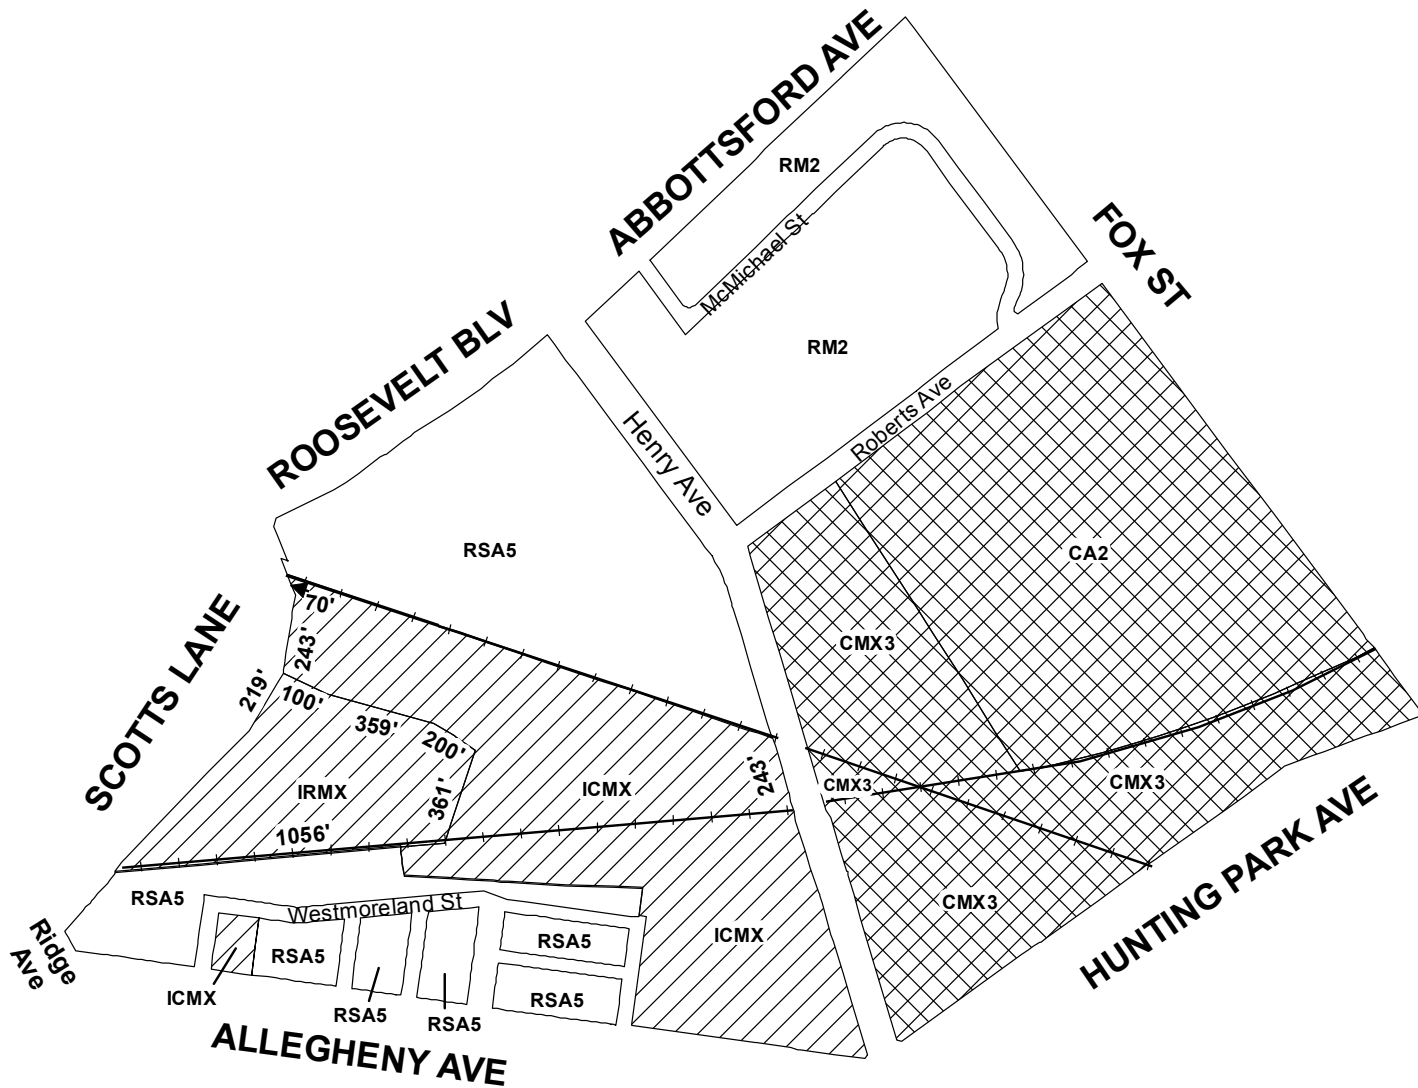 ABBOTTSFORD AVE
RM2
McMichael St
FOX ST
ROOSEVELT BLV
RM2
Henry Ave
Roberts Ave
RSA5
CA2
70'
243'
SCOTTS LANE
219'
100'
359'
200'
CMX3
IRMX
361'
ICMX
243'
CMX3
CMX3
1056'
HUNTING PARK AVE
RSA5
Westmoreland St
CMX3
Ridge
Ave
RSA5
RSA5
ICMX
ICMX
RSA5
RSA5
RSA5
ALLEGHENY AVE